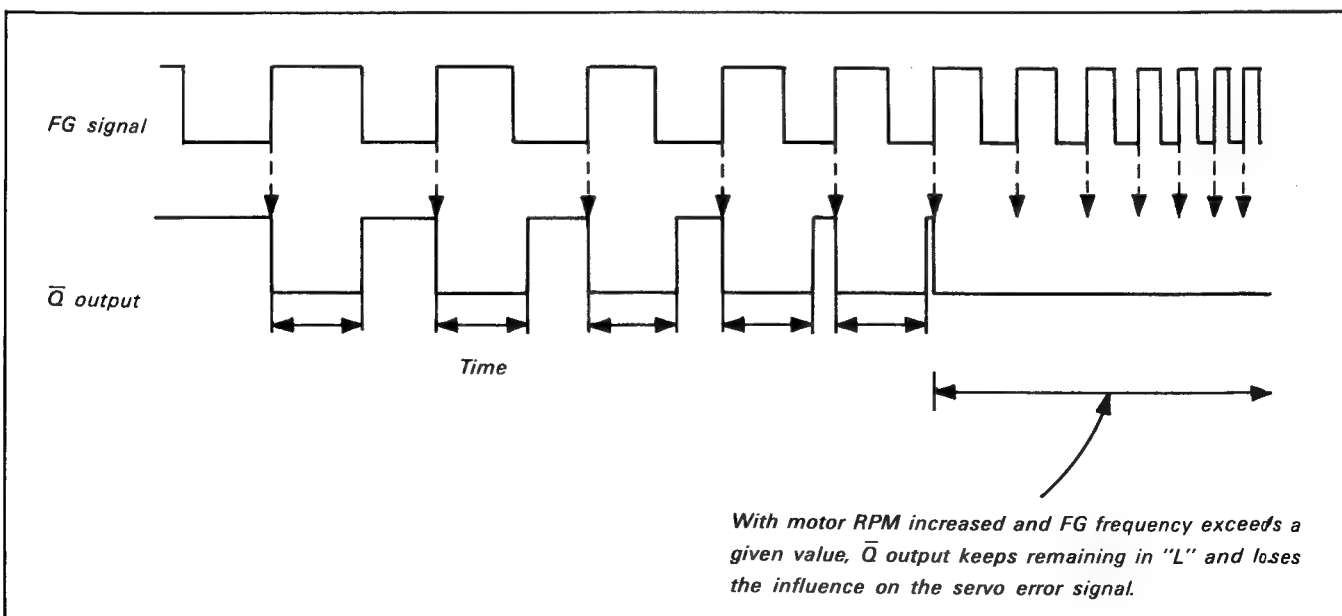 FG signal
Q̅ output
Time
With motor RPM increased and FG frequency exceeds a
given value, Q̅ output keeps remaining in "L" and loses
the influence on the servo error signal.